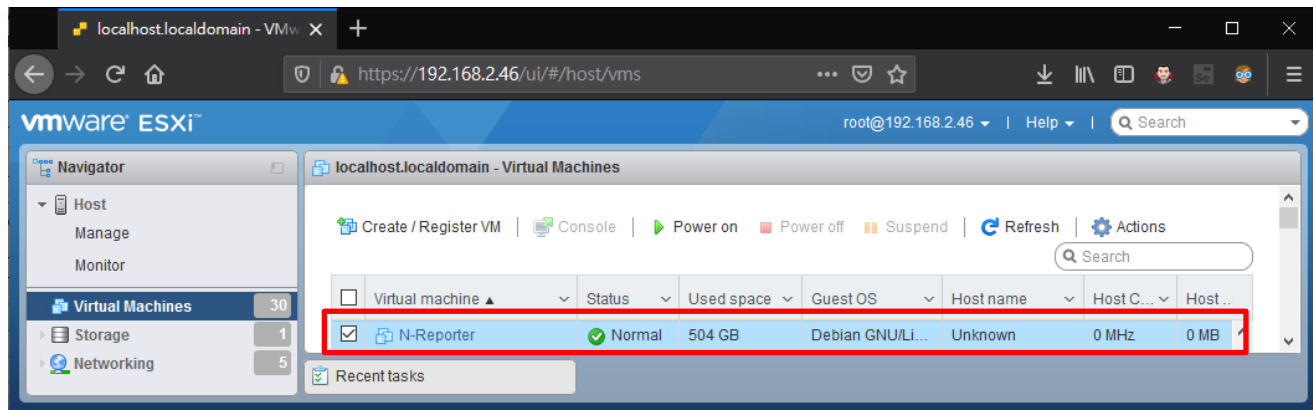 localhost.localdomain - VMw
https://192.168.2.46/ui/#/host/vms
vmware ESXi™
root@192.168.2.46 | Help | Search
Navigator
localhost.localdomain - Virtual Machines
Host
Manage
Monitor
Create / Register VM | Console | Power on Power off Suspend | Refresh | Actions
Search
Virtual machine Status Used space Guest OS Host name Host C... Host ...
N-Reporter Normal 504 GB Debian GNU/Li... Unknown 0 MHz 0 MB
Virtual Machines 30
Storage 1
Networking 5
Recent tasks